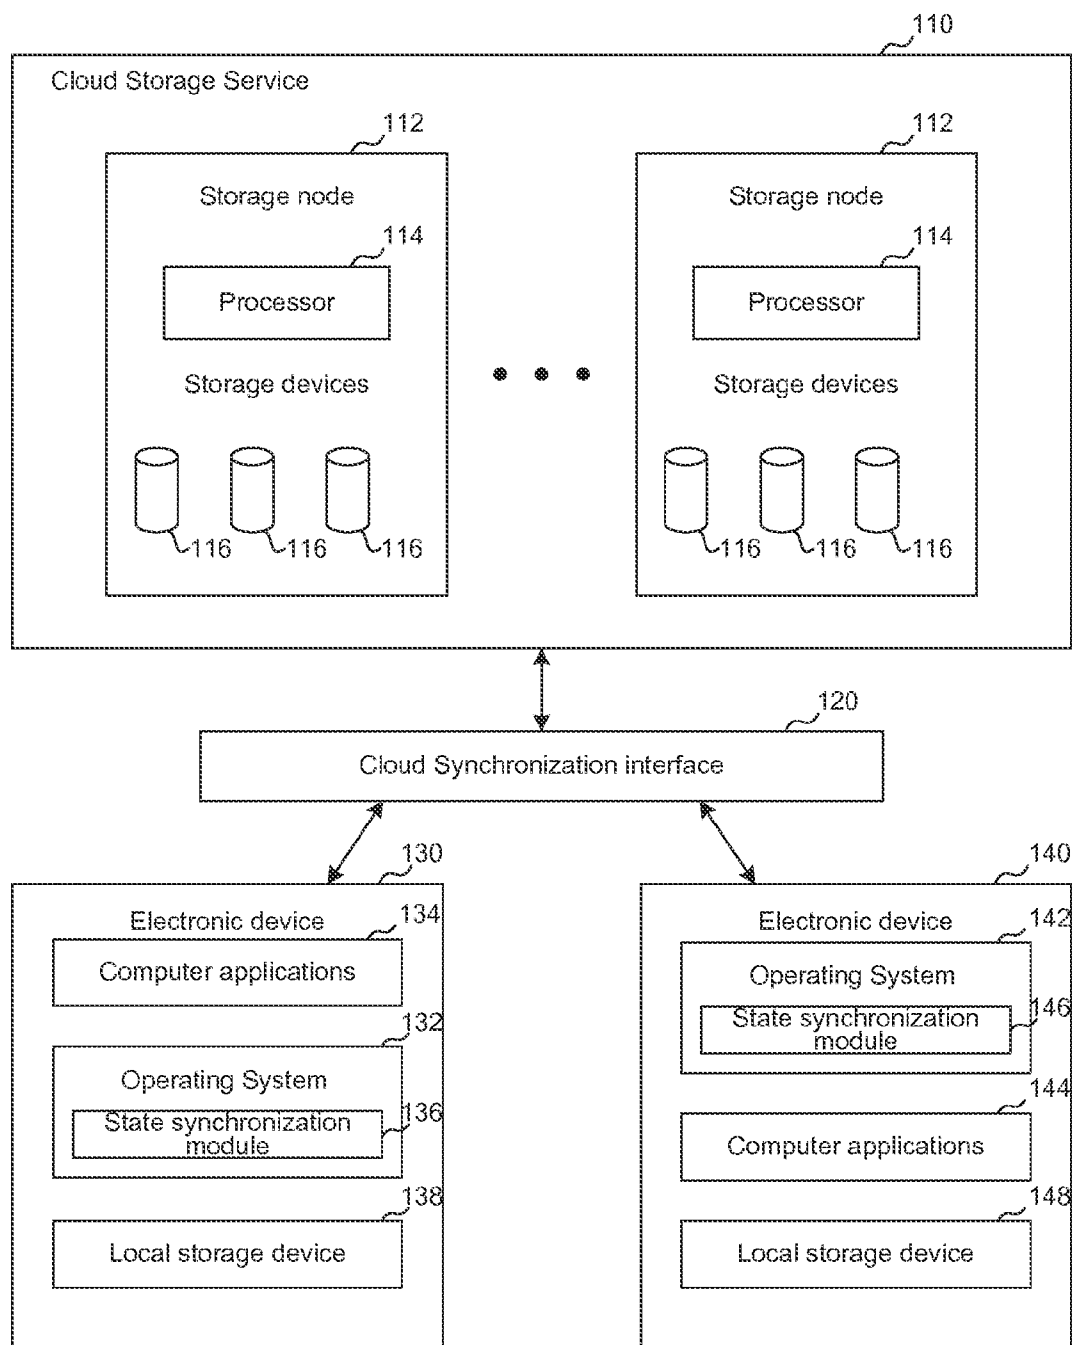 110
Cloud Storage Service
112
112
Storage node
Storage node
114
114
Processor
Processor
Storage devices
Storage devices
116
116
116
116
116
116
120
Cloud Synchronization interface
130
140
Electronic device
134
Computer applications
132
Operating System
State synchronization
module
136
138
Local storage device
Electronic device
142
Operating System
State synchronization
module
146
144
Computer applications
148
Local storage device